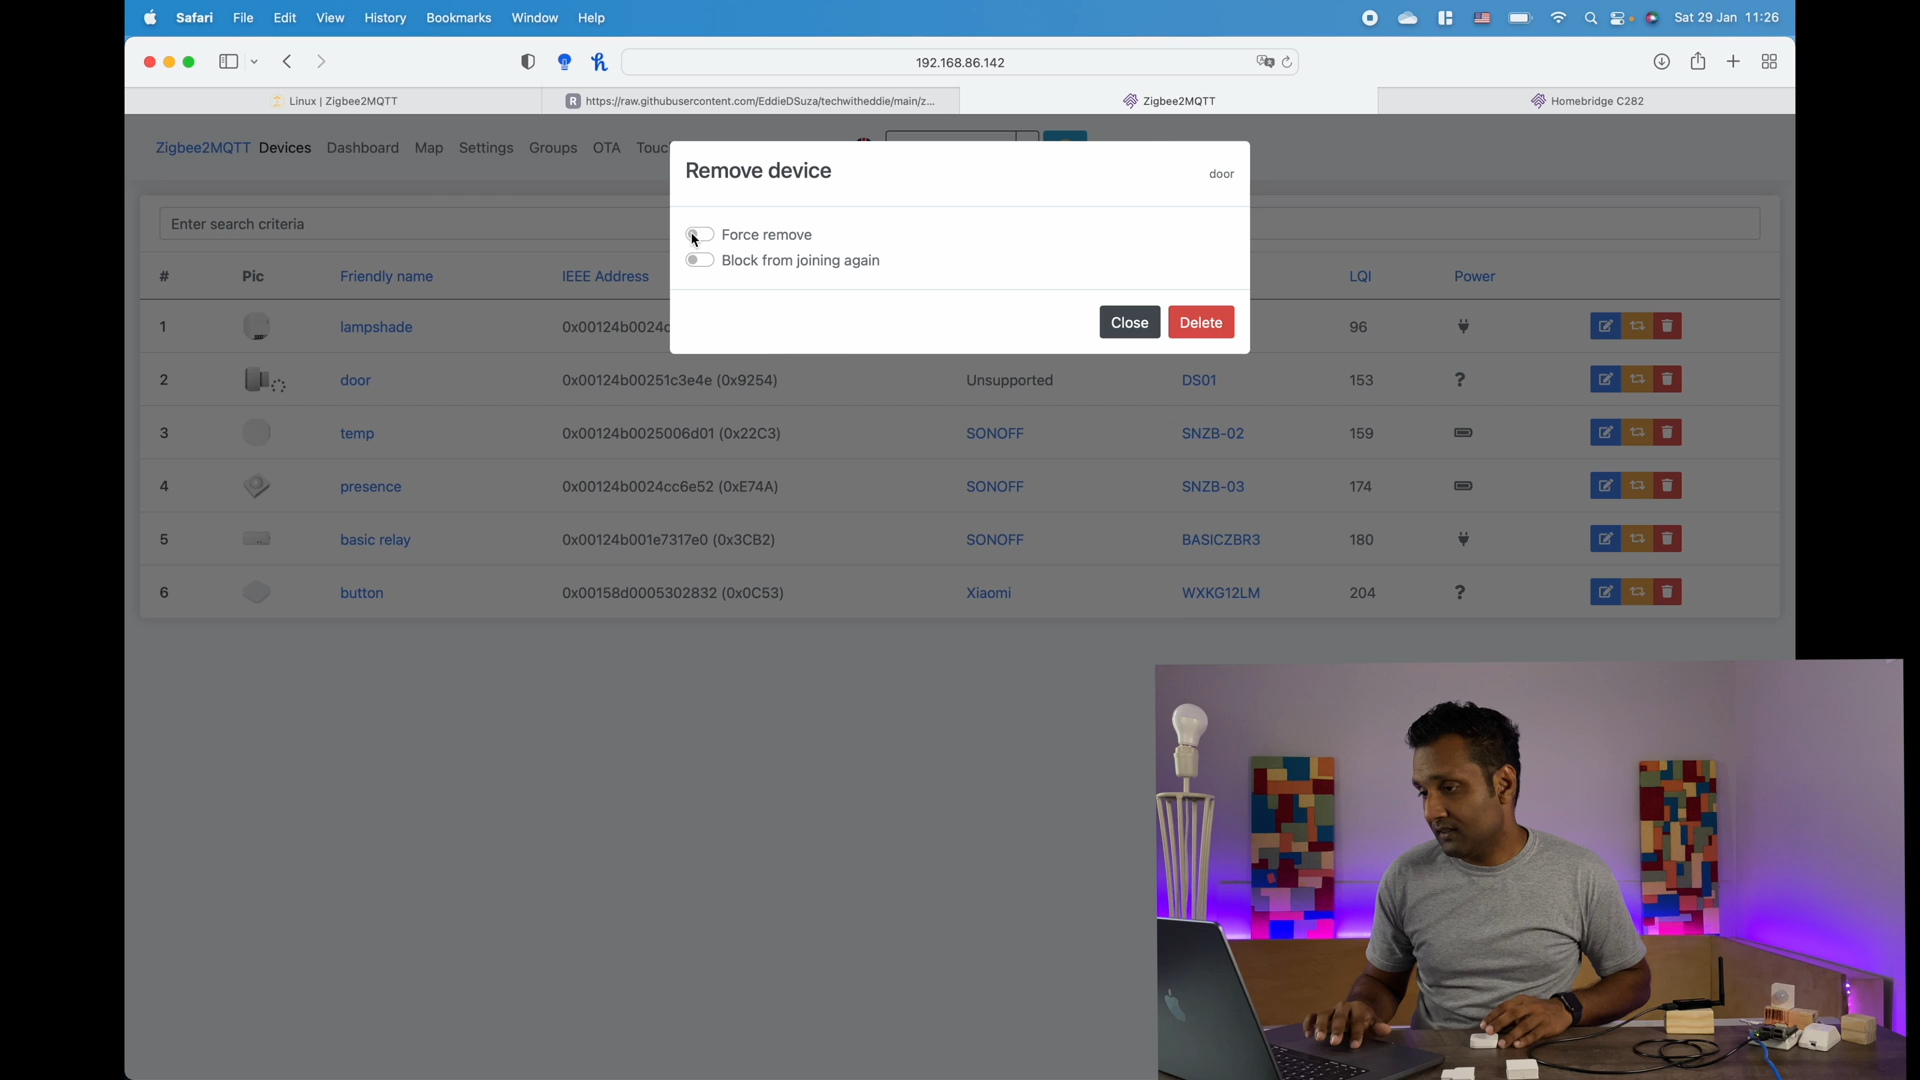 Safari File Edit View History Bookmarks Window Help Sat 29 Jan 11:26
192.168.86.142
Linux | Zigbee2MQTT
R https://raw.githubusercontent.com/EddieDSuza/techwitheddie/main/z...
Zigbee2MQTT
Homebridge C282
Zigbee2MQTT Devices Dashboard Map Settings Groups OTA Touc
Remove device door
Enter search criteria
Force remove
Block from joining again
Close Delete
# Pic Friendly name IEEE Address LQI Power
1 lampshade 0x00124b0024c 96
2 door 0x00124b00251c3e4e (0x9254) Unsupported DS01 153 ?
3 temp 0x00124b0025006d01 (0x22C3) SONOFF SNZB-02 159
4 presence 0x00124b0024cc6e52 (0xE74A) SONOFF SNZB-03 174
5 basic relay 0x00124b001e7317e0 (0x3CB2) SONOFF BASICZBR3 180
6 button 0x00158d0005302832 (0x0C53) Xiaomi WXKG12LM 204 ?